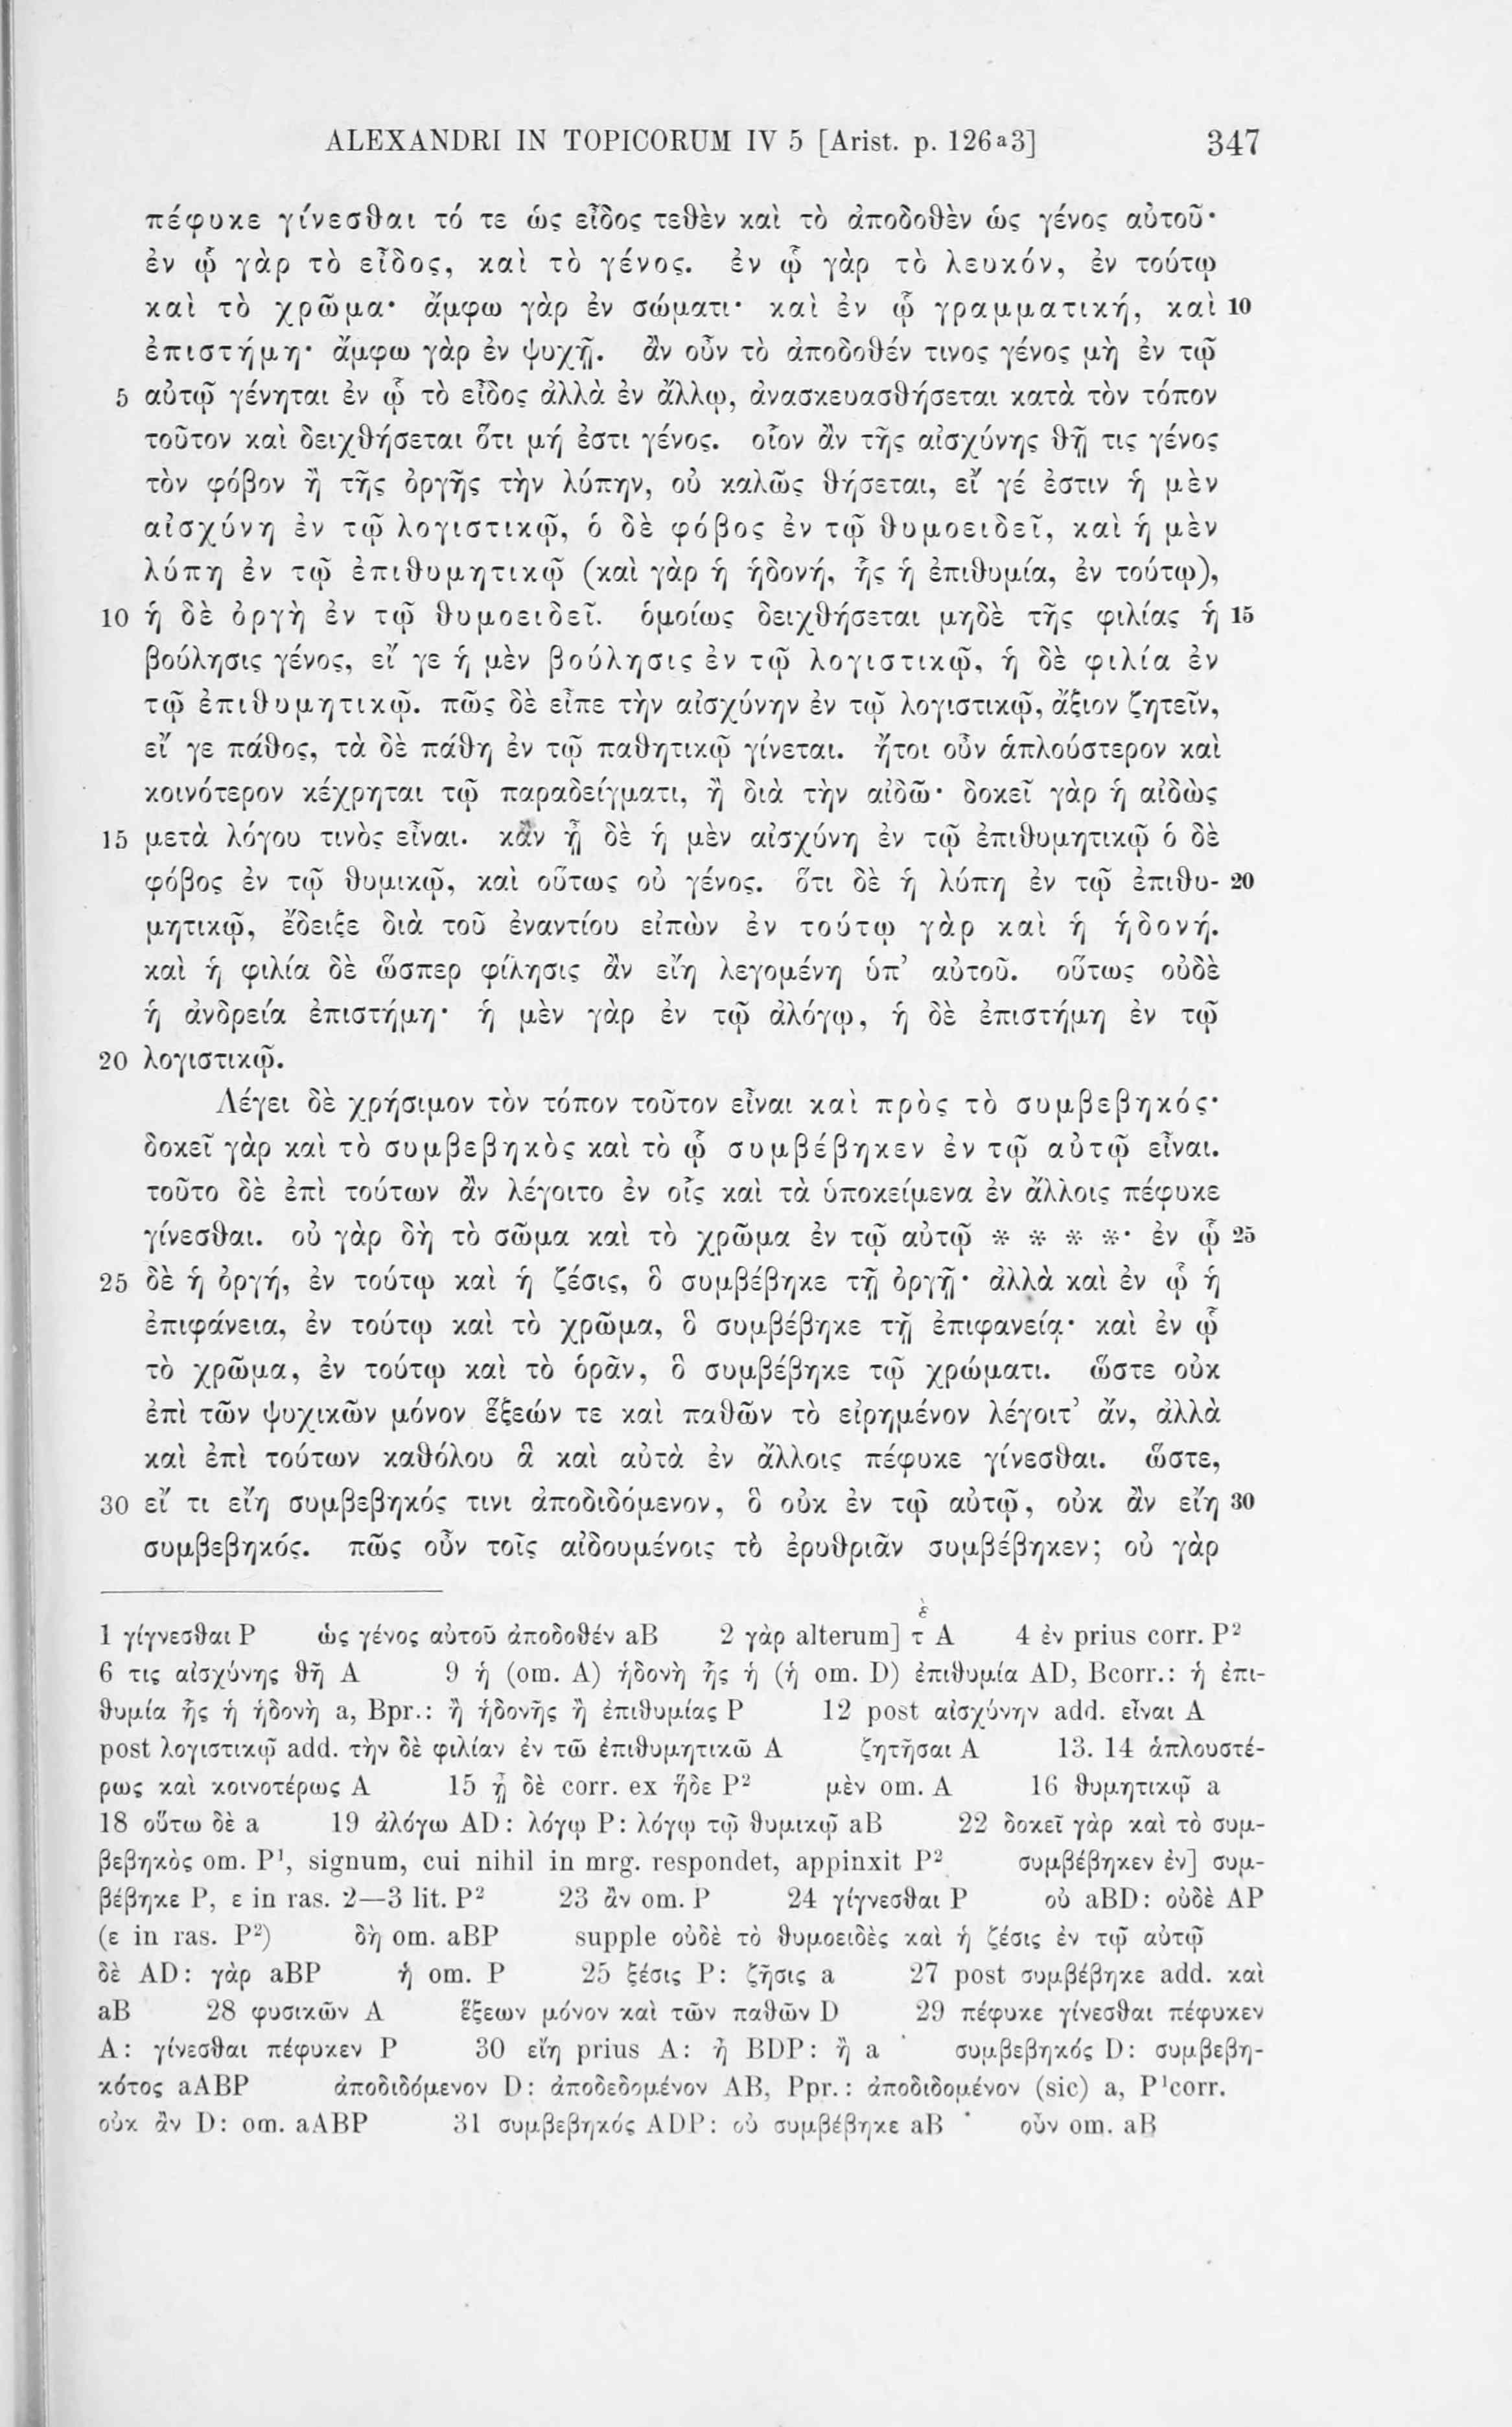 ALEXANDRI IN TOPICORUM IV 5 [Arist. p. 126a3] 347
πέφυκε γίνεσθαι τό τε ὡς εἶδος τεθὲν καὶ τὸ ἀποδοθὲν ὡς γένος αὐτοῦ·
ἐν ᾧ γὰρ τὸ εἶδος, καὶ τὸ γένος. ἐν ᾧ γὰρ τὸ λευκόν, ἐν τούτῳ
καὶ τὸ χρῶμα· ἄμφω γὰρ ἐν σώματι· καὶ ἐν ᾧ γραμματική, καὶ 10
ἐπιστήμη· ἄμφω γὰρ ἐν ψυχῇ. ἂν οὖν τὸ ἀποδοθέν τινος γένος μὴ ἐν τῷ
5 αὐτῷ γένηται ἐν ᾧ τὸ εἶδος ἀλλὰ ἐν ἄλλῳ, ἀνασκευασθήσεται κατὰ τὸν τόπον
τοῦτον καὶ δειχθήσεται ὅτι μή ἐστι γένος. οἷον ἂν τῆς αἰσχύνης θῇ τις γένος
τὸν φόβον ἢ τῆς ὀργῆς τὴν λύπην, οὐ καλῶς θήσεται, εἴ γέ ἐστιν ἡ μὲν
αἰσχύνη ἐν τῷ λογιστικῷ, ὁ δὲ φόβος ἐν τῷ θυμοειδεῖ, καὶ ἡ μὲν
λύπη ἐν τῷ ἐπιθυμητικῷ (καὶ γὰρ ἡ ἡδονή, ἧς ἡ ἐπιθυμία, ἐν τούτῳ),
10 ἡ δὲ ὀργὴ ἐν τῷ θυμοειδεῖ. ὁμοίως δειχθήσεται μηδὲ τῆς φιλίας ἡ 15
βούλησις γένος, εἴ γε ἡ μὲν βούλησις ἐν τῷ λογιστικῷ, ἡ δὲ φιλία ἐν
τῷ ἐπιθυμητικῷ. πῶς δὲ εἶπε τὴν αἰσχύνην ἐν τῷ λογιστικῷ, ἄξιον ζητεῖν,
εἴ γε πάθος, τὰ δὲ πάθη ἐν τῷ παθητικῷ γίνεται. ἤτοι οὖν ἁπλούστερον καὶ
κοινότερον κέχρηται τῷ παραδείγματι, ἢ διὰ τὴν αἰδῶ· δοκεῖ γὰρ ἡ αἰδὼς
15 μετὰ λόγου τινὸς εἶναι. κἂν ᾖ δὲ ἡ μὲν αἰσχύνη ἐν τῷ ἐπιθυμητικῷ ὁ δὲ
φόβος ἐν τῷ θυμικῷ, καὶ οὕτως οὐ γένος. ὅτι δὲ ἡ λύπη ἐν τῷ ἐπιθυ- 20
μητικῷ, ἔδειξε διὰ τοῦ ἐναντίου εἰπὼν ἐν τούτῳ γὰρ καὶ ἡ ἡδονή.
καὶ ἡ φιλία δὲ ὥσπερ φίλησις ἂν εἴη λεγομένη ὑπ’ αὐτοῦ. οὕτως οὐδὲ
ἡ ἀνδρεία ἐπιστήμη· ἡ μὲν γὰρ ἐν τῷ ἀλόγῳ, ἡ δὲ ἐπιστήμη ἐν τῷ
20 λογιστικῷ.
Λέγει δὲ χρήσιμον τὸν τόπον τοῦτον εἶναι καὶ πρὸς τὸ συμβεβηκός·
δοκεῖ γὰρ καὶ τὸ συμβεβηκὸς καὶ τὸ ᾧ συμβέβηκεν ἐν τῷ αὐτῷ εἶναι.
τοῦτο δὲ ἐπὶ τούτων ἂν λέγοιτο ἐν οἷς καὶ τὰ ὑποκείμενα ἐν ἄλλοις πέφυκε
γίνεσθαι. οὐ γὰρ δὴ τὸ σῶμα καὶ τὸ χρῶμα ἐν τῷ αὐτῷ * * * *· ἐν ᾧ 25
25 δὲ ἡ ὀργή, ἐν τούτῳ καὶ ἡ ζέσις, ὃ συμβέβηκε τῇ ὀργῇ· ἀλλὰ καὶ ἐν ᾧ ἡ
ἐπιφάνεια, ἐν τούτῳ καὶ τὸ χρῶμα, ὃ συμβέβηκε τῇ ἐπιφανείᾳ· καὶ ἐν ᾧ
τὸ χρῶμα, ἐν τούτῳ καὶ τὸ ὁρᾶν, ὃ συμβέβηκε τῷ χρώματι. ὥστε οὐκ
ἐπὶ τῶν ψυχικῶν μόνον ἕξεών τε καὶ παθῶν τὸ εἰρημένον λέγοιτ’ ἄν, ἀλλὰ
καὶ ἐπὶ τούτων καθόλου ἃ καὶ αὐτὰ ἐν ἄλλοις πέφυκε γίνεσθαι. ὥστε,
30 εἴ τι εἴη συμβεβηκός τινι ἀποδιδόμενον, ὃ οὐκ ἐν τῷ αὐτῷ, οὐκ ἂν εἴη 30
συμβεβηκός. πῶς οὖν τοῖς αἰδουμένοις τὸ ἐρυθριᾶν συμβέβηκεν; οὐ γὰρ
1 γίγνεσθαι P ὡς γένος αὐτοῦ ἀποδοθέν aB 2 γὰρ alterum] τὲ A 4 ἐν prius corr. P²
6 τις αἰσχύνης θῇ A 9 ἡ (om. A) ἡδονὴ ἧς ἡ (ἡ om. D) ἐπιθυμία AD, Bcorr.: ἡ ἐπι-
θυμία ἧς ἡ ἡδονὴ a, Bpr.: ἢ ἡδονῆς ἢ ἐπιθυμίας P 12 post αἰσχύνην add. εἶναι A
post λογιστικῷ add. τὴν δὲ φιλίαν ἐν τῶ ἐπιθυμητικῶ A ζητῆσαι A 13. 14 ἁπλουστέ-
ρως καὶ κοινοτέρως A 15 ᾖ δὲ corr. ex ἥδε P² μὲν om. A 16 θυμητικῷ a
18 οὕτω δὲ a 19 ἀλόγω AD: λόγῳ P: λόγῳ τῷ θυμικῷ aB 22 δοκεῖ γὰρ καὶ τὸ συμ-
βεβηκὸς om. P¹, signum, cui nihil in mrg. respondet, appinxit P² συμβέβηκεν ἐν] συμ-
βέβηκε P, ε in ras. 2—3 lit. P² 23 ἂν om. P 24 γίγνεσθαι P οὐ aBD: οὐδὲ AP
(ε in ras. P²) δὴ om. aBP supple οὐδὲ τὸ θυμοειδὲς καὶ ἡ ζέσις ἐν τῷ αὐτῷ
δὲ AD: γὰρ aBP ἡ om. P 25 ξέσις P: ζῆσις a 27 post συμβέβηκε add. καὶ
aB 28 φυσικῶν A ἕξεων μόνον καὶ τῶν παθῶν D 29 πέφυκε γίνεσθαι πέφυκεν
A: γίνεσθαι πέφυκεν P 30 εἴη prius A: ᾖ BDP: ἢ a συμβεβηκός D: συμβεβη-
κότος aABP ἀποδιδόμενον D: ἀποδεδομένον AB, Ppr.: ἀποδιδομένον (sic) a, P¹corr.
οὐκ ἂν D: om. aABP 31 συμβεβηκός ADP: οὐ συμβέβηκε aB οὖν om. aB